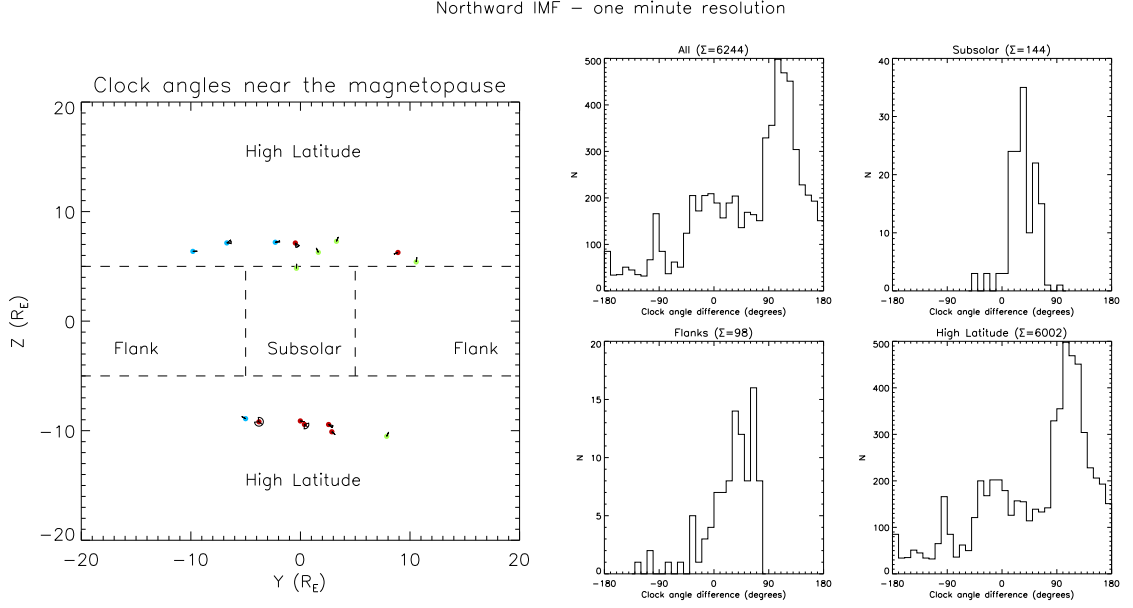 Northward IMF – one minute resolution
Clock angles near the magnetopause
20
10
0
−10
−20
Z (R_E)
High Latitude
Flank
Subsolar
Flank
High Latitude
−20
−10
0
10
20
Y (R_E)
All (Σ=6244)
500
400
300
200
100
0
N
−180
−90
0
90
180
Clock angle difference (degrees)
Subsolar (Σ=144)
40
30
20
10
0
N
−180
−90
0
90
180
Clock angle difference (degrees)
Flanks (Σ=98)
20
15
10
5
0
N
−180
−90
0
90
180
Clock angle difference (degrees)
High Latitude (Σ=6002)
500
400
300
200
100
0
N
−180
−90
0
90
180
Clock angle difference (degrees)